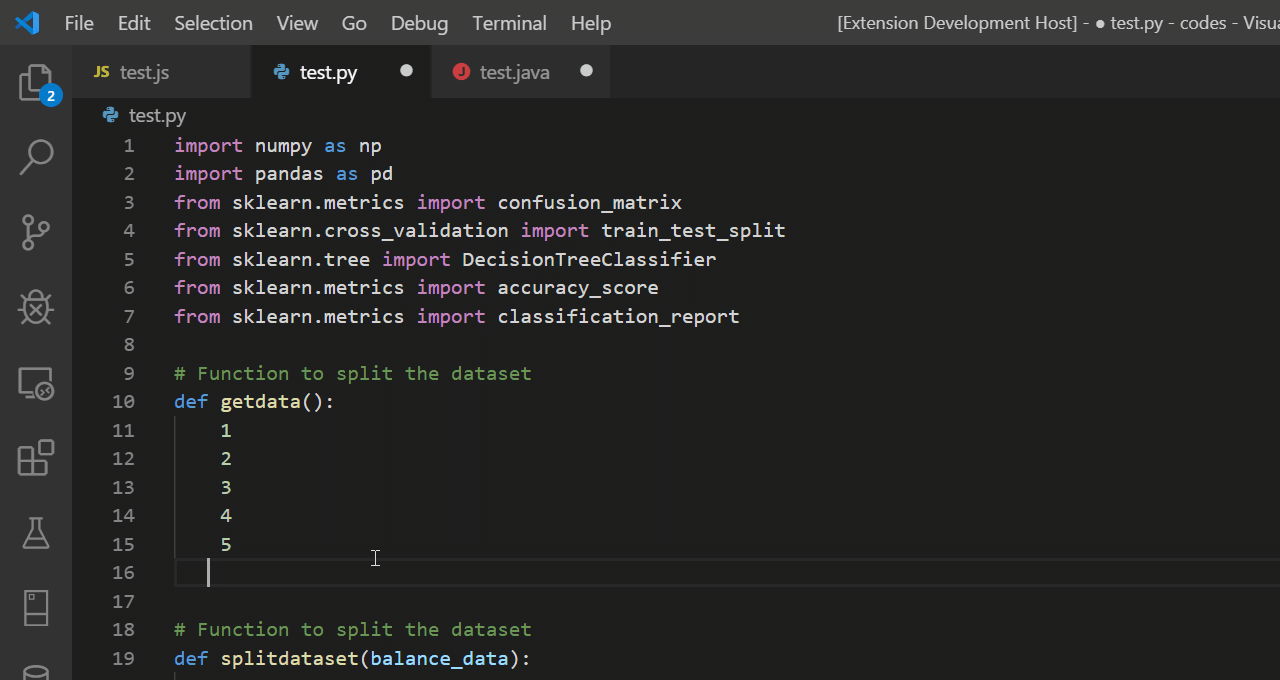 File Edit Selection View Go Debug Terminal Help [Extension Development Host] - ● test.py - codes - Visua
JS test.js test.py ● J test.java ●
2
test.py
1 import numpy as np
2 import pandas as pd
3 from sklearn.metrics import confusion_matrix
4 from sklearn.cross_validation import train_test_split
5 from sklearn.tree import DecisionTreeClassifier
6 from sklearn.metrics import accuracy_score
7 from sklearn.metrics import classification_report
8
9 # Function to split the dataset
10 def getdata():
11 1
12 2
13 3
14 4
15 5
16
17
18 # Function to split the dataset
19 def splitdataset(balance_data):